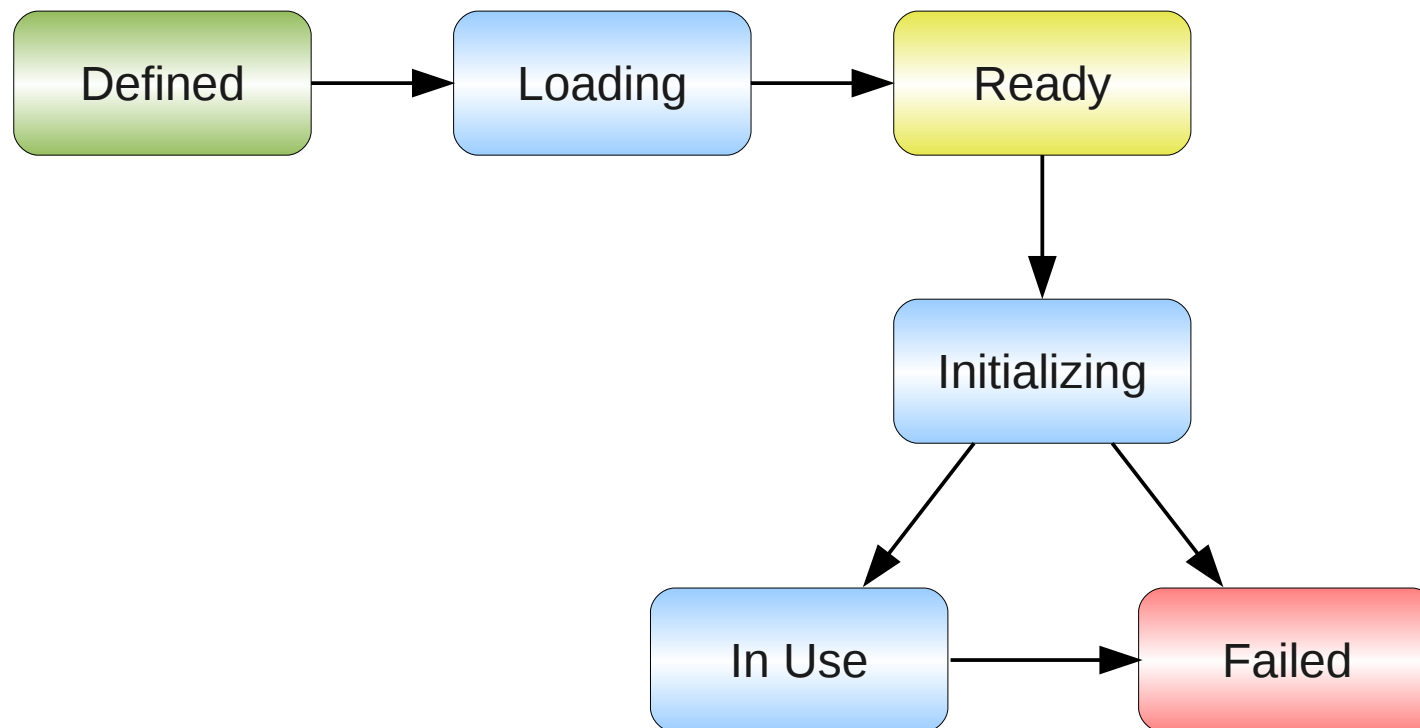 Defined
Loading
Ready
Initializing
In Use
Failed